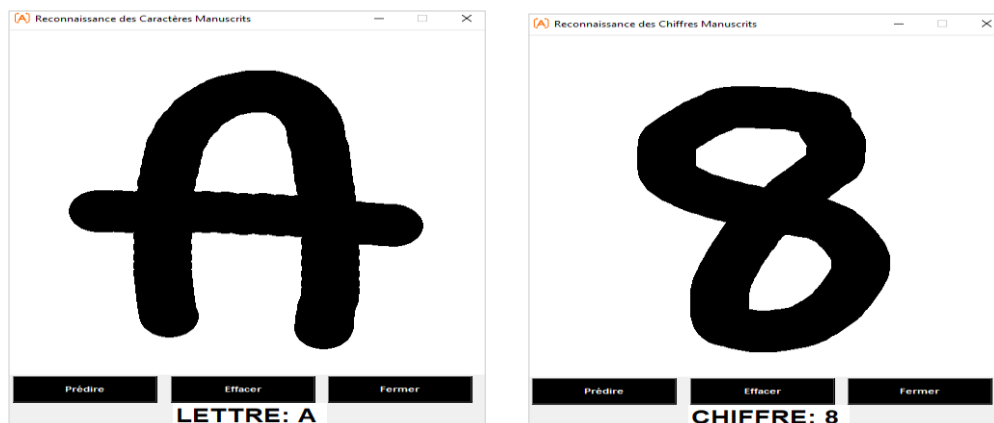 [A] Reconnaissance des Caractères Manuscrits
A
Prédire Effacer Fermer
LETTRE: A
[A] Reconnaissance des Chiffres Manuscrits
8
Prédire Effacer Fermer
CHIFFRE: 8